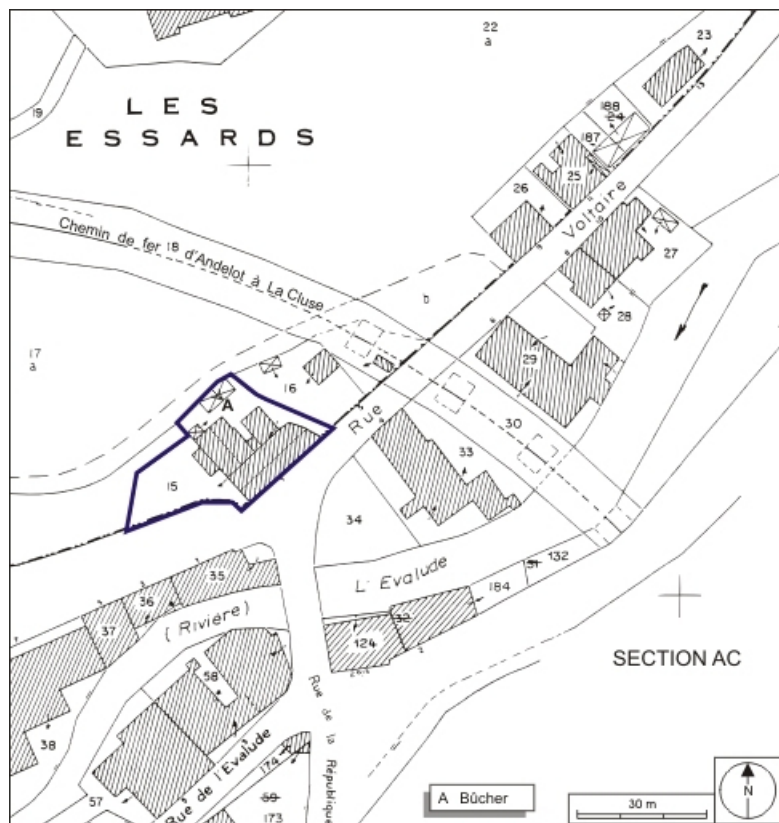 22
a
23
19
LES
ESSARDS
188
24
187
25
26
Voltaire
Chemin de fer 18 d'Andelot à La Cluse
27
b
28
17
a
29
16
A
Rue
30
15
33
34
L'Evalude
35
36
37
(Rivière)
31
132
184
32
124
SECTION AC
58
38
Rue de la République
Rue de l'Evalude
174
59
173
57
A Bûcher
30 m
N